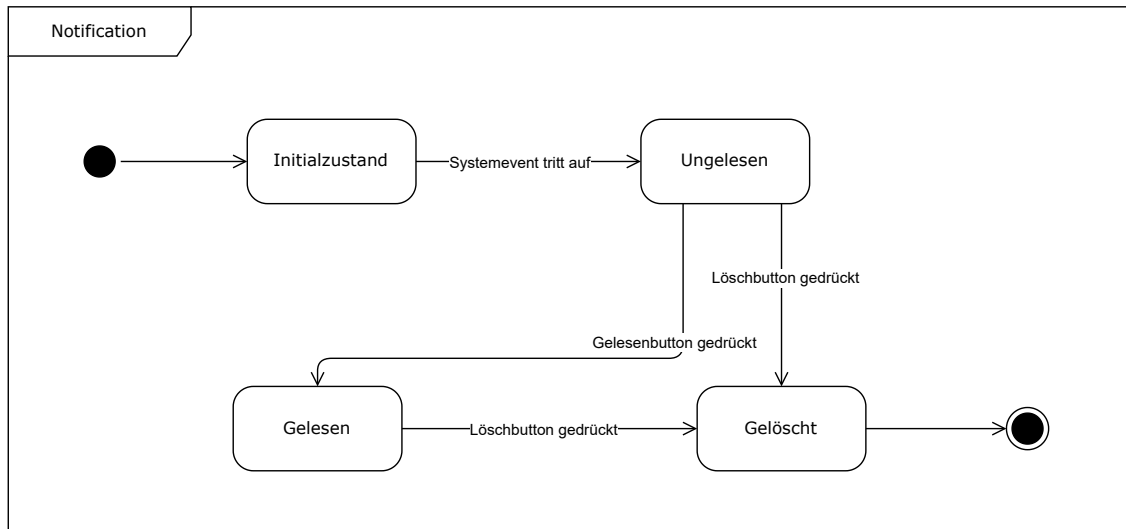 Notification
Initialzustand
Systemevent tritt auf
Ungelesen
Löschbutton gedrückt
Gelesenbutton gedrückt
Gelesen
Löschbutton gedrückt
Gelöscht